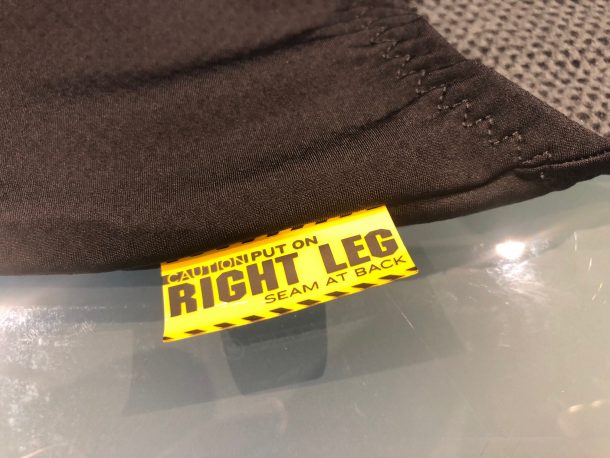 CAUTION PUT ON
RIGHT LEG
SEAM AT BACK